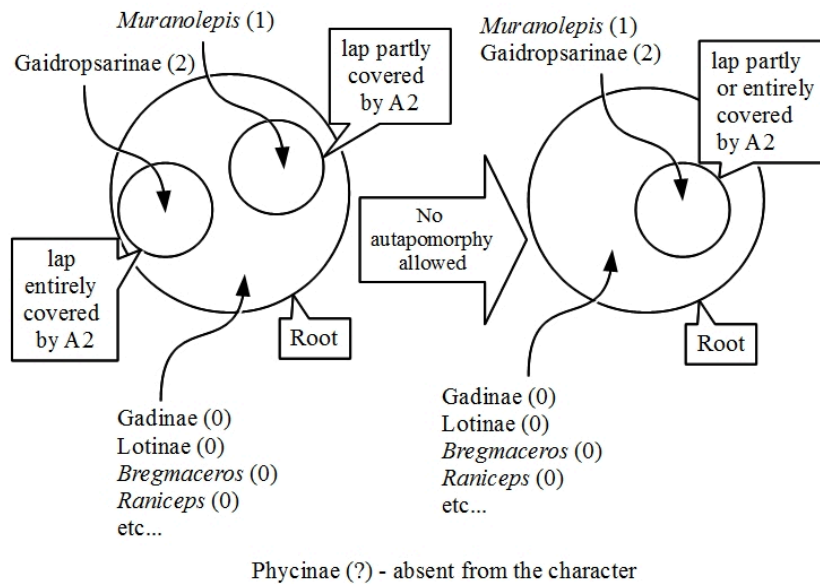 Muranolepis (1)
Gaidropsarinae (2)
lap partly
covered
by A2
lap
entirely
covered
by A2
Root
Gadinae (0)
Lotinae (0)
Bregmaceros (0)
Raniceps (0)
etc...
No
autapomorphy
allowed
Muranolepis (1)
Gaidropsarinae (2)
lap partly
or entirely
covered
by A2
Root
Gadinae (0)
Lotinae (0)
Bregmaceros (0)
Raniceps (0)
etc...
Phycinae (?) - absent from the character